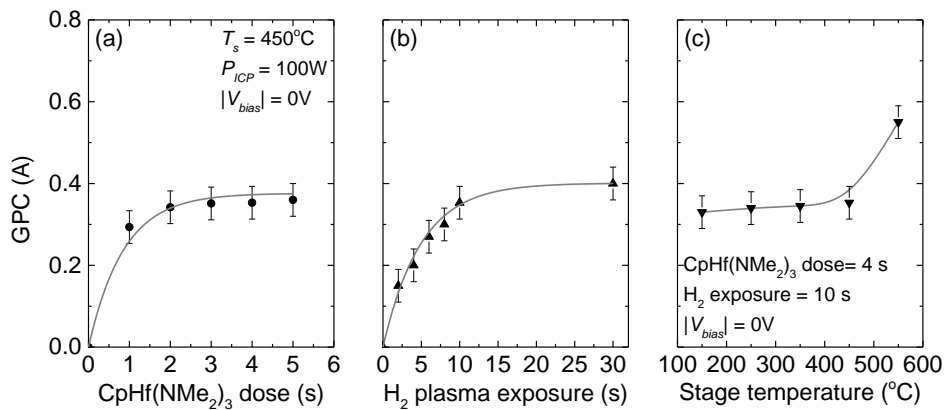 0.8
0.6
0.4
0.2
0.0
GPC (A)
(a)
T_s = 450°C
P_ICP = 100W
|V_bias| = 0V
0 1 2 3 4 5 6
CpHf(NMe₂)₃ dose (s)
(b)
0 5 10 15 20 25 30
H₂ plasma exposure (s)
(c)
CpHf(NMe₂)₃ dose= 4 s
H₂ exposure = 10 s
|V_bias| = 0V
100 200 300 400 500 600
Stage temperature (°C)